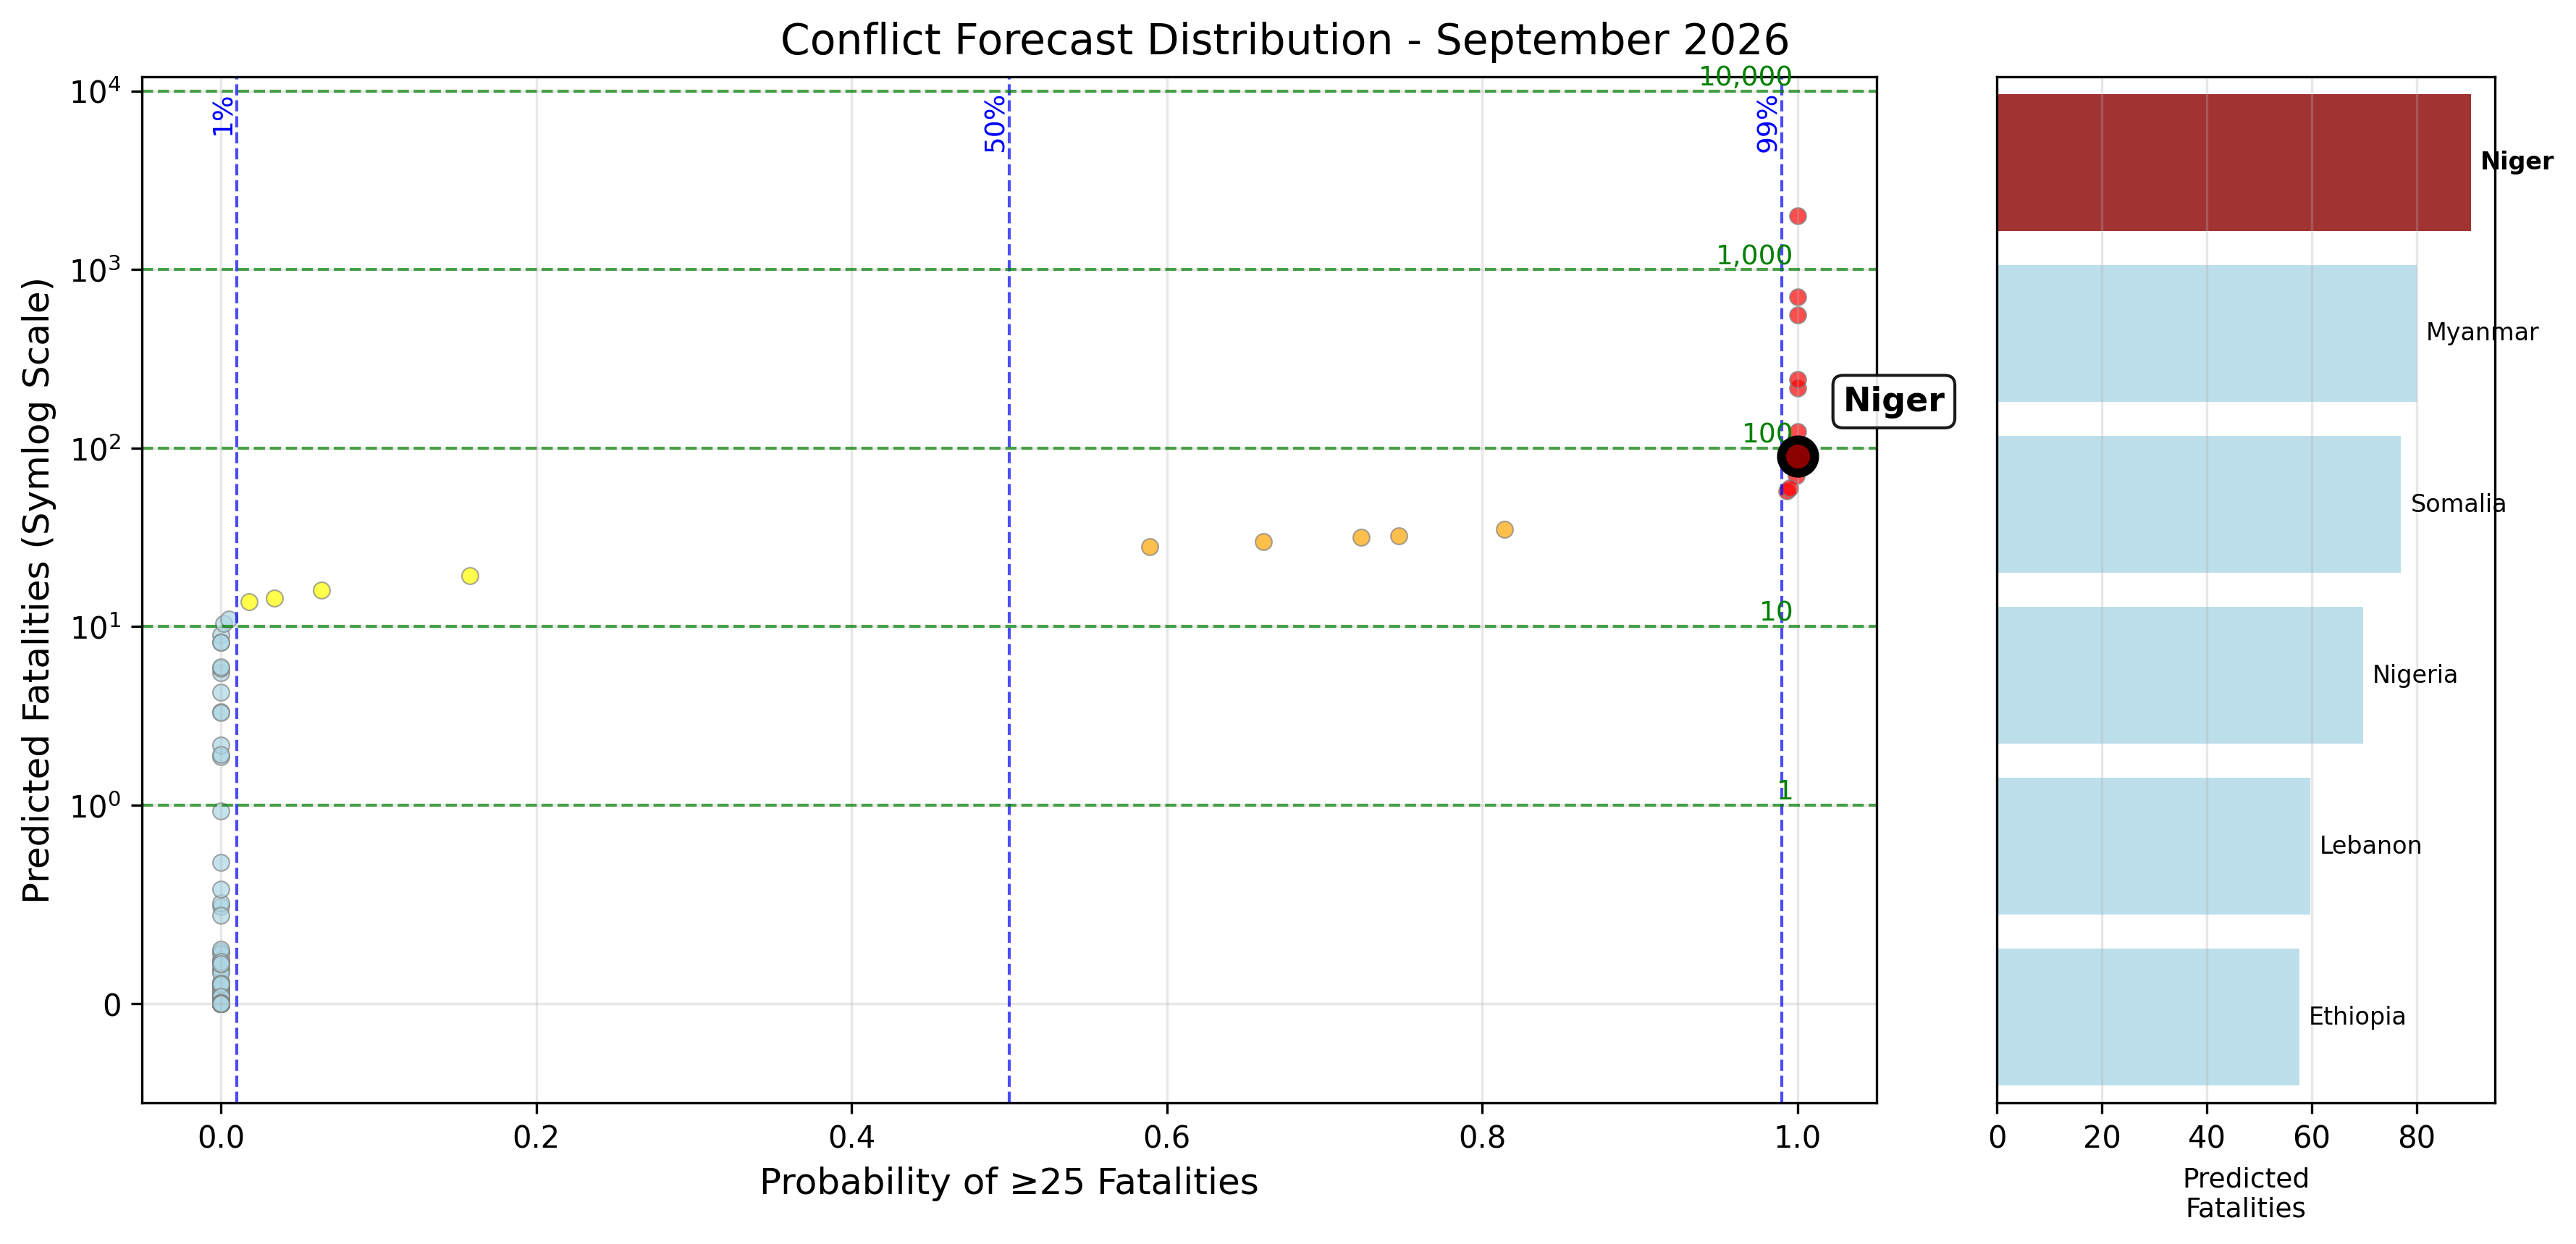 Conflict Forecast Distribution - September 2026
Predicted Fatalities (Symlog Scale)
10⁴
10³
10²
10¹
10⁰
0
1%
50%
99%
10,000
1,000
100
10
1
Niger
0.0 0.2 0.4 0.6 0.8 1.0
Probability of ≥25 Fatalities
Niger
Myanmar
Somalia
Nigeria
Lebanon
Ethiopia
0 20 40 60 80
Predicted
Fatalities